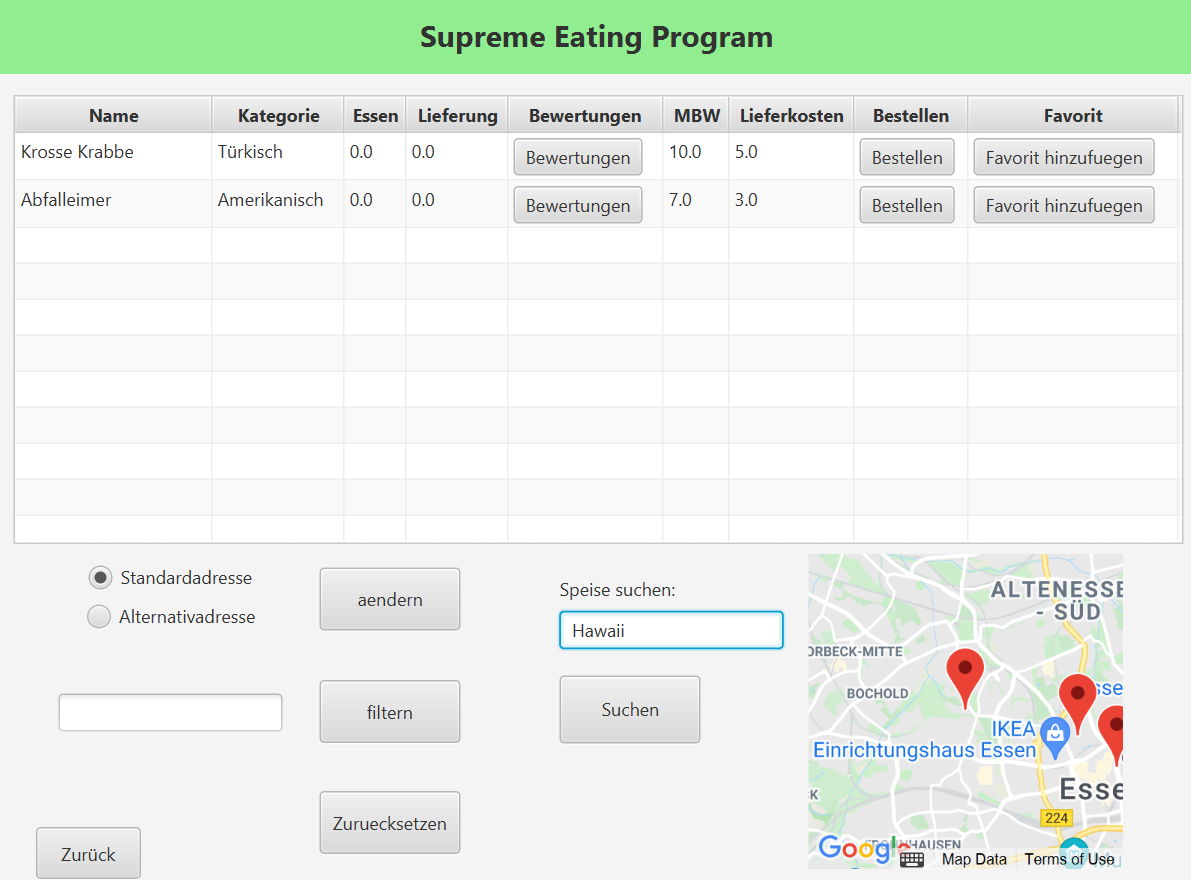 Supreme Eating Program
Name Kategorie Essen Lieferung Bewertungen MBW Lieferkosten Bestellen Favorit
Krosse Krabbe Türkisch 0.0 0.0 Bewertungen 10.0 5.0 Bestellen Favorit hinzufuegen
Abfalleimer Amerikanisch 0.0 0.0 Bewertungen 7.0 3.0 Bestellen Favorit hinzufuegen
Standardadresse
Alternativadresse
aendern
filtern
Zuruecksetzen
Zurück
Speise suchen:
Hawaii
Suchen
ALTENESSE
- SÜD
ORBECK-MITTE
BOCHOLD
IKEA
Einrichtungshaus Essen
Esse
224
Google
Map Data Terms of Use